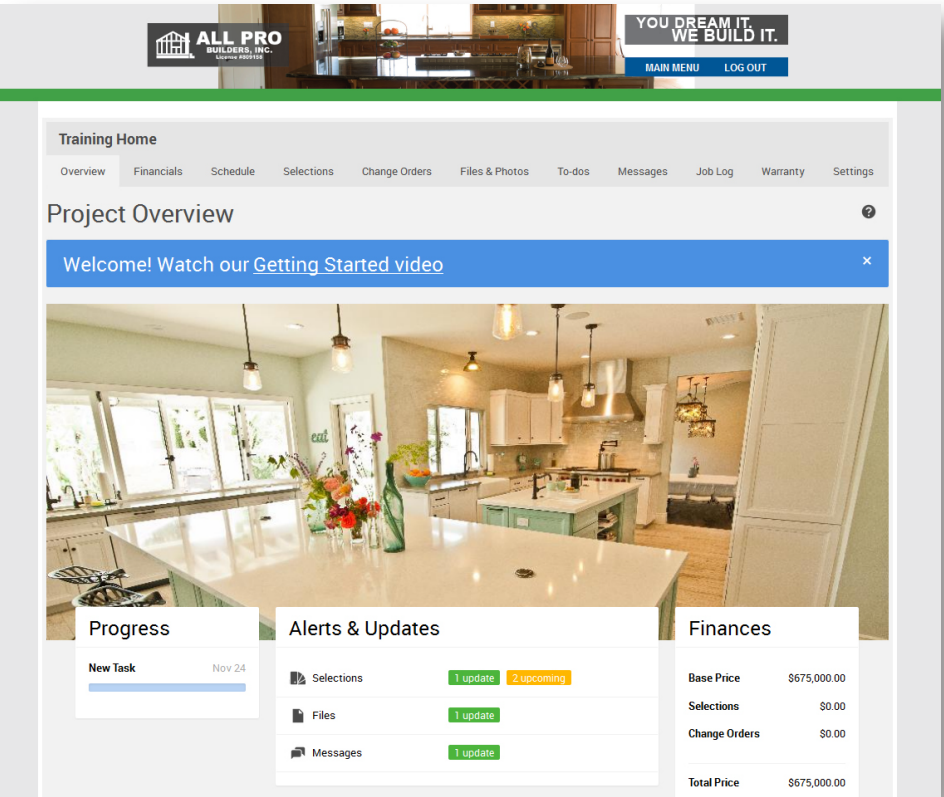 ALL PRO
BUILDERS, INC.
License #809158
YOU DREAM IT.
WE BUILD IT.
MAIN MENU LOG OUT
Training Home
Overview Financials Schedule Selections Change Orders Files & Photos To-dos Messages Job Log Warranty Settings
Project Overview
?
Welcome! Watch our Getting Started video ×
eat
Progress
New Task Nov 24
Alerts & Updates
Selections 1 update 2 upcoming
Files 1 update
Messages 1 update
Finances
Base Price $675,000.00
Selections $0.00
Change Orders $0.00
Total Price $675,000.00